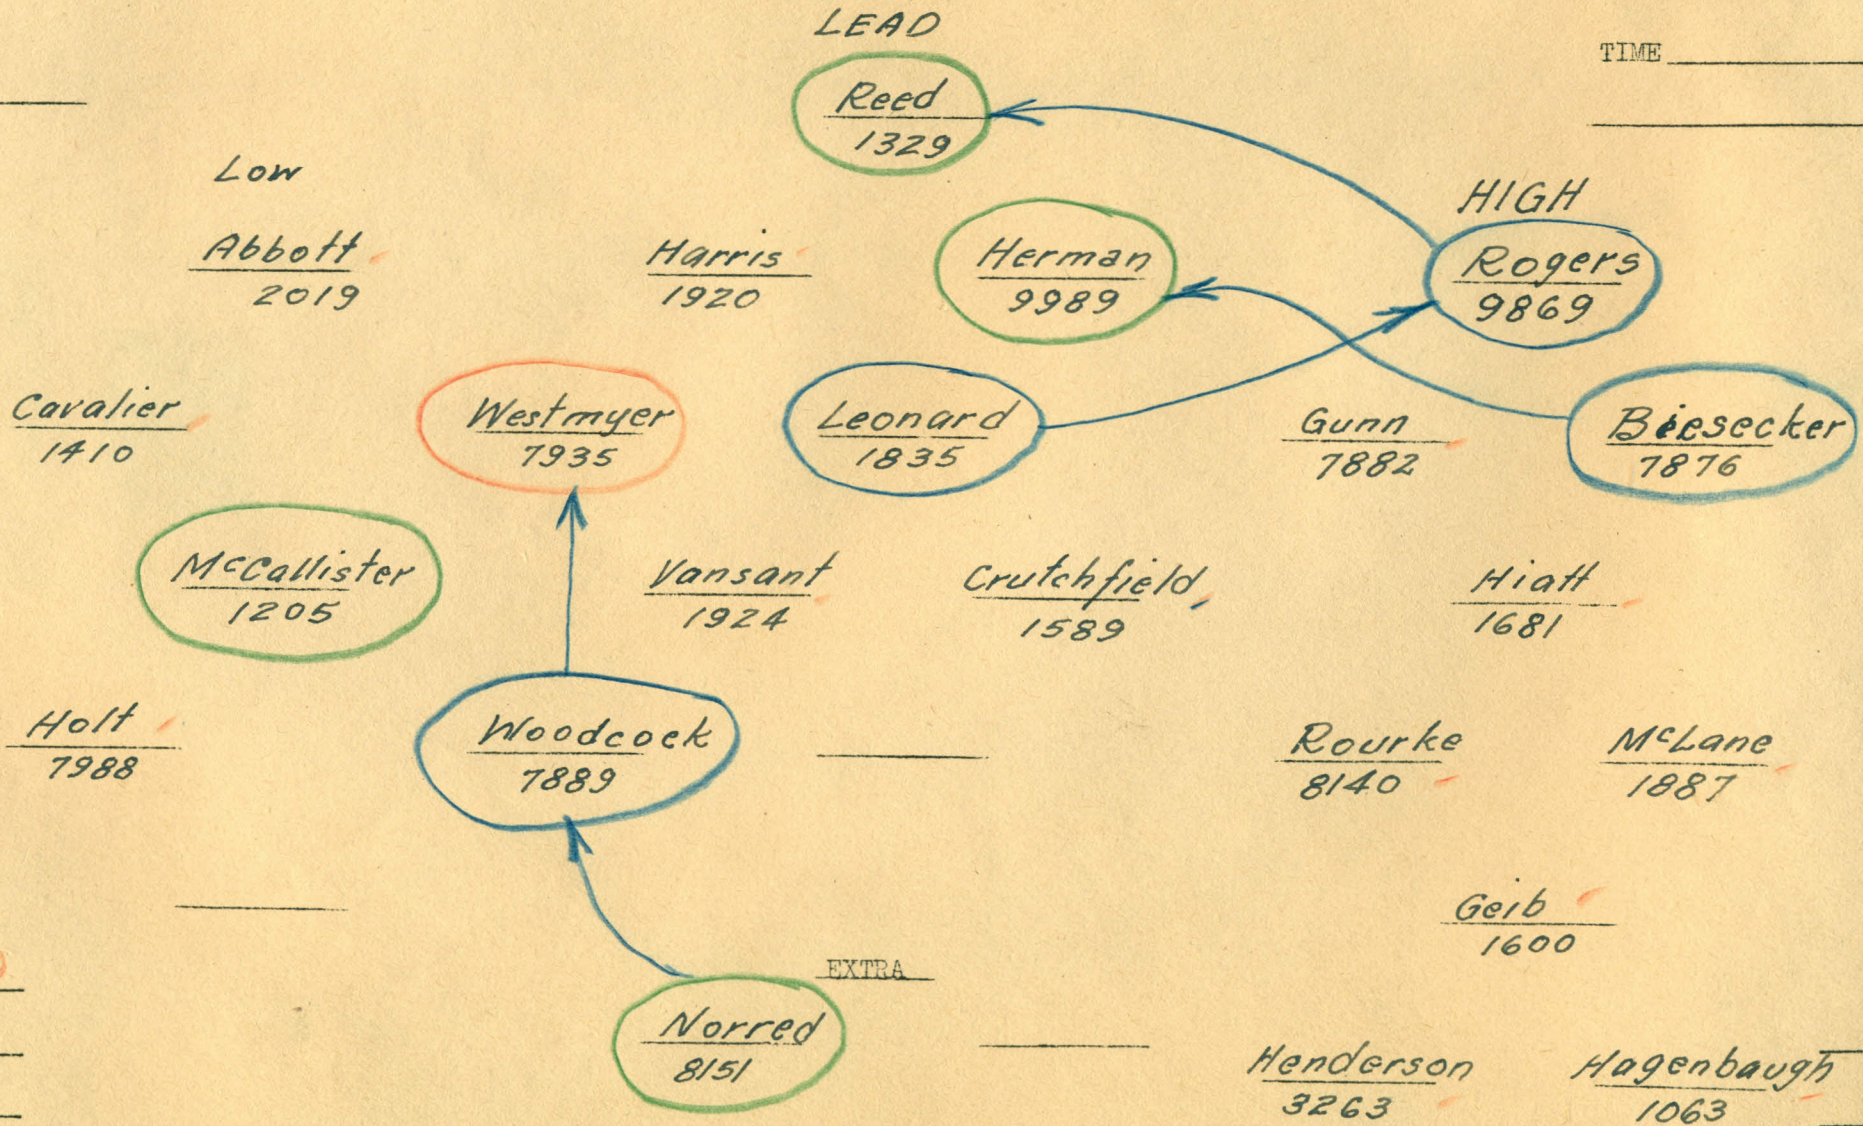 LEAD
TIME
Reed
1329
Low
HIGH
Abbott
2019
Harris
1920
Herman
9989
Rogers
9869
Cavalier
1410
Westmyer
7935
Leonard
1835
Gunn
7882
Biesecker
7876
McCallister
1205
Vansant
1924
Crutchfield
1589
Hiatt
1681
Holt
7988
Woodcock
7889
Rourke
8140
McLane
1887
Geib
1600
EXTRA
Norred
8151
Henderson
3263
Hagenbaugh
1063